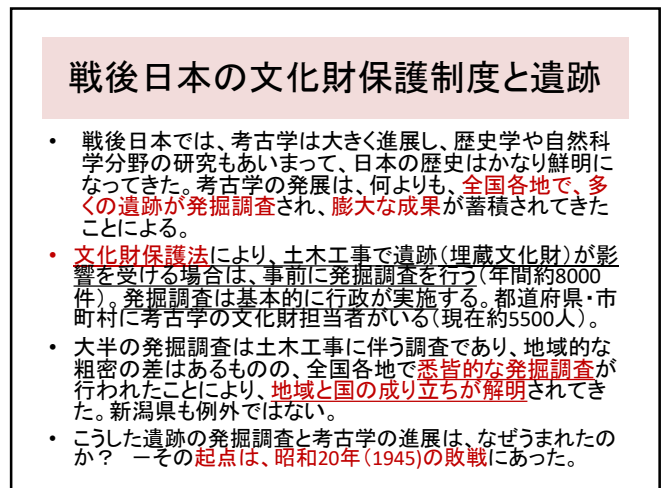 戦後日本の文化財保護制度と遺跡
• 戦後日本では、考古学は大きく進展し、歴史学や自然科
学分野の研究もあいまって、日本の歴史はかなり鮮明に
なってきた。考古学の発展は、何よりも、全国各地で、多
くの遺跡が発掘調査され、膨大な成果が蓄積されてきた
ことによる。
• 文化財保護法により、土木工事で遺跡(埋蔵文化財)が影
響を受ける場合は、事前に発掘調査を行う(年間約8000
件)。発掘調査は基本的に行政が実施する。都道府県・市
町村に考古学の文化財担当者がいる(現在約5500人)。
• 大半の発掘調査は土木工事に伴う調査であり、地域的な
粗密の差はあるものの、全国各地で悉皆的な発掘調査が
行われたことにより、地域と国の成り立ちが解明されてき
た。新潟県も例外ではない。
• こうした遺跡の発掘調査と考古学の進展は、なぜうまれたの
か? -その起点は、昭和20年(1945)の敗戦にあった。